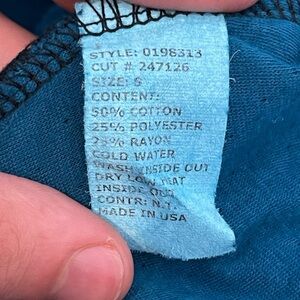 STYLE: 0198313
CUT # 247126
SIZE: S
CONTENT:
50% COTTON
25% POLYESTER
25% RAYON
COLD WATER
WASH INSIDE OUT
DRY LOW HEAT
INSIDE OUT
CONTR: N.T.
MADE IN USA